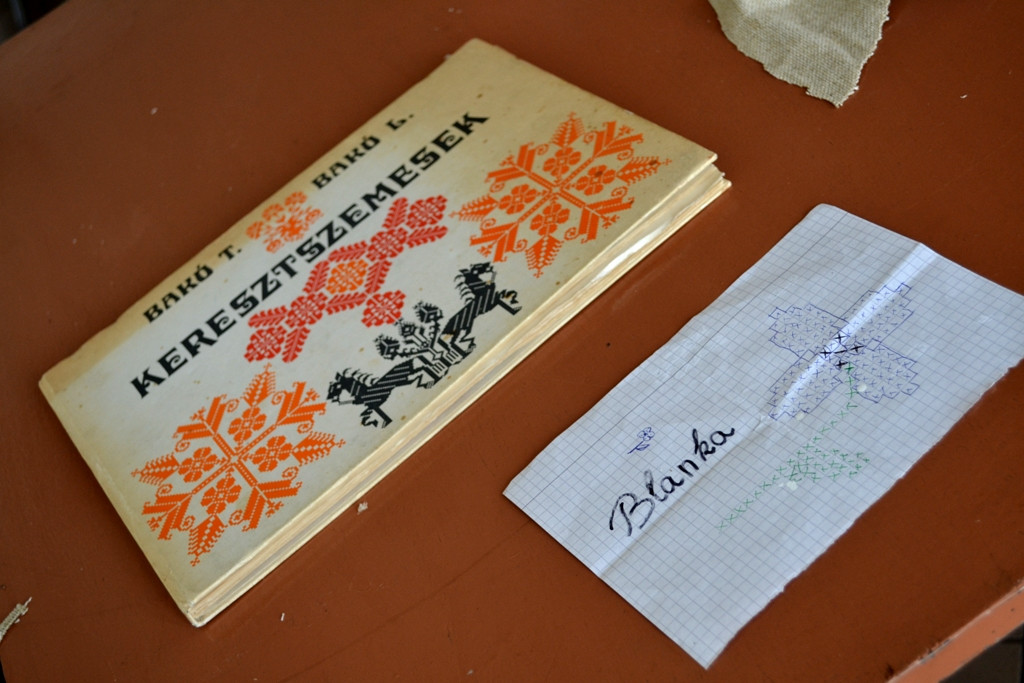 BAKÓ T. BAKÓ L.
KERESZTSZEMESEK
Blanka